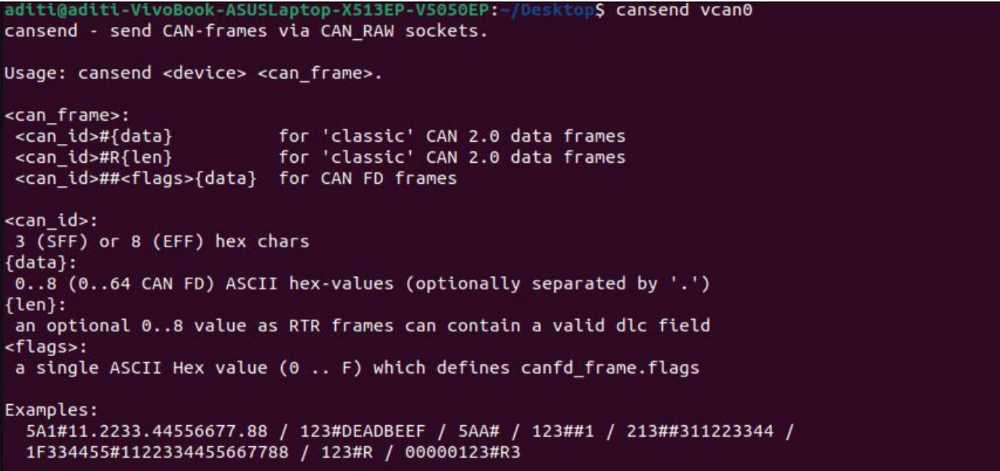 aditi@aditi-VivoBook-ASUSLaptop-X513EP-V5050EP:~/Desktop$ cansend vcan0
cansend - send CAN-frames via CAN_RAW sockets.
Usage: cansend <device> <can_frame>.
<can_frame>:
 <can_id>#{data}          for 'classic' CAN 2.0 data frames
 <can_id>#R{len}          for 'classic' CAN 2.0 data frames
 <can_id>##<flags>{data}  for CAN FD frames
<can_id>:
 3 (SFF) or 8 (EFF) hex chars
{data}:
 0..8 (0..64 CAN FD) ASCII hex-values (optionally separated by '.')
{len}:
 an optional 0..8 value as RTR frames can contain a valid dlc field
<flags>:
 a single ASCII Hex value (0 .. F) which defines canfd_frame.flags
Examples:
  5A1#11.2233.44556677.88 / 123#DEADBEEF / 5AA# / 123##1 / 213##311223344 /
  1F334455#1122334455667788 / 123#R / 00000123#R3